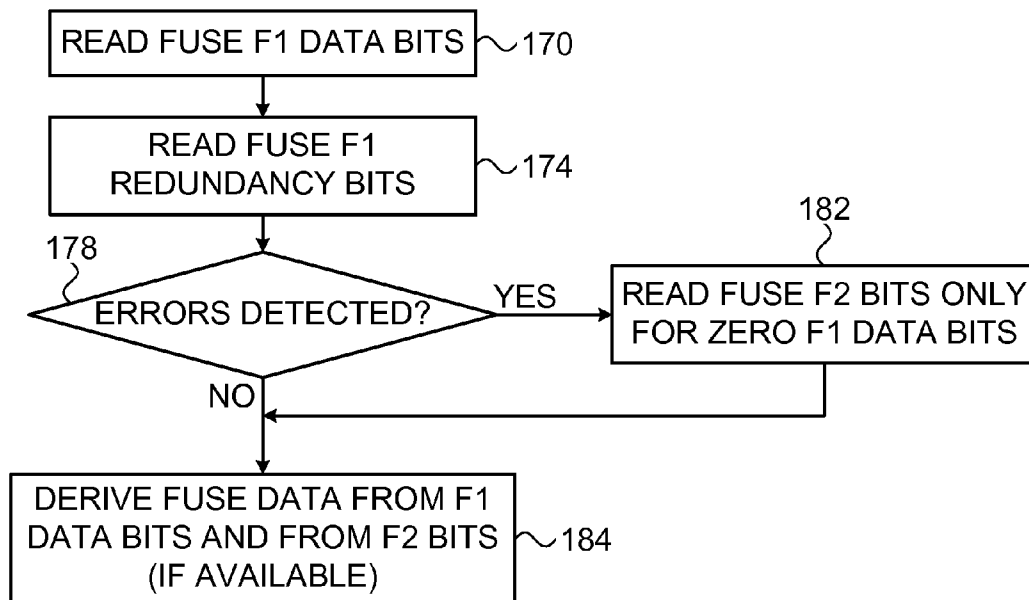 READ FUSE F1 DATA BITS
170
READ FUSE F1
REDUNDANCY BITS
174
178
ERRORS DETECTED?
YES
NO
182
READ FUSE F2 BITS ONLY
FOR ZERO F1 DATA BITS
DERIVE FUSE DATA FROM F1
DATA BITS AND FROM F2 BITS
(IF AVAILABLE)
184